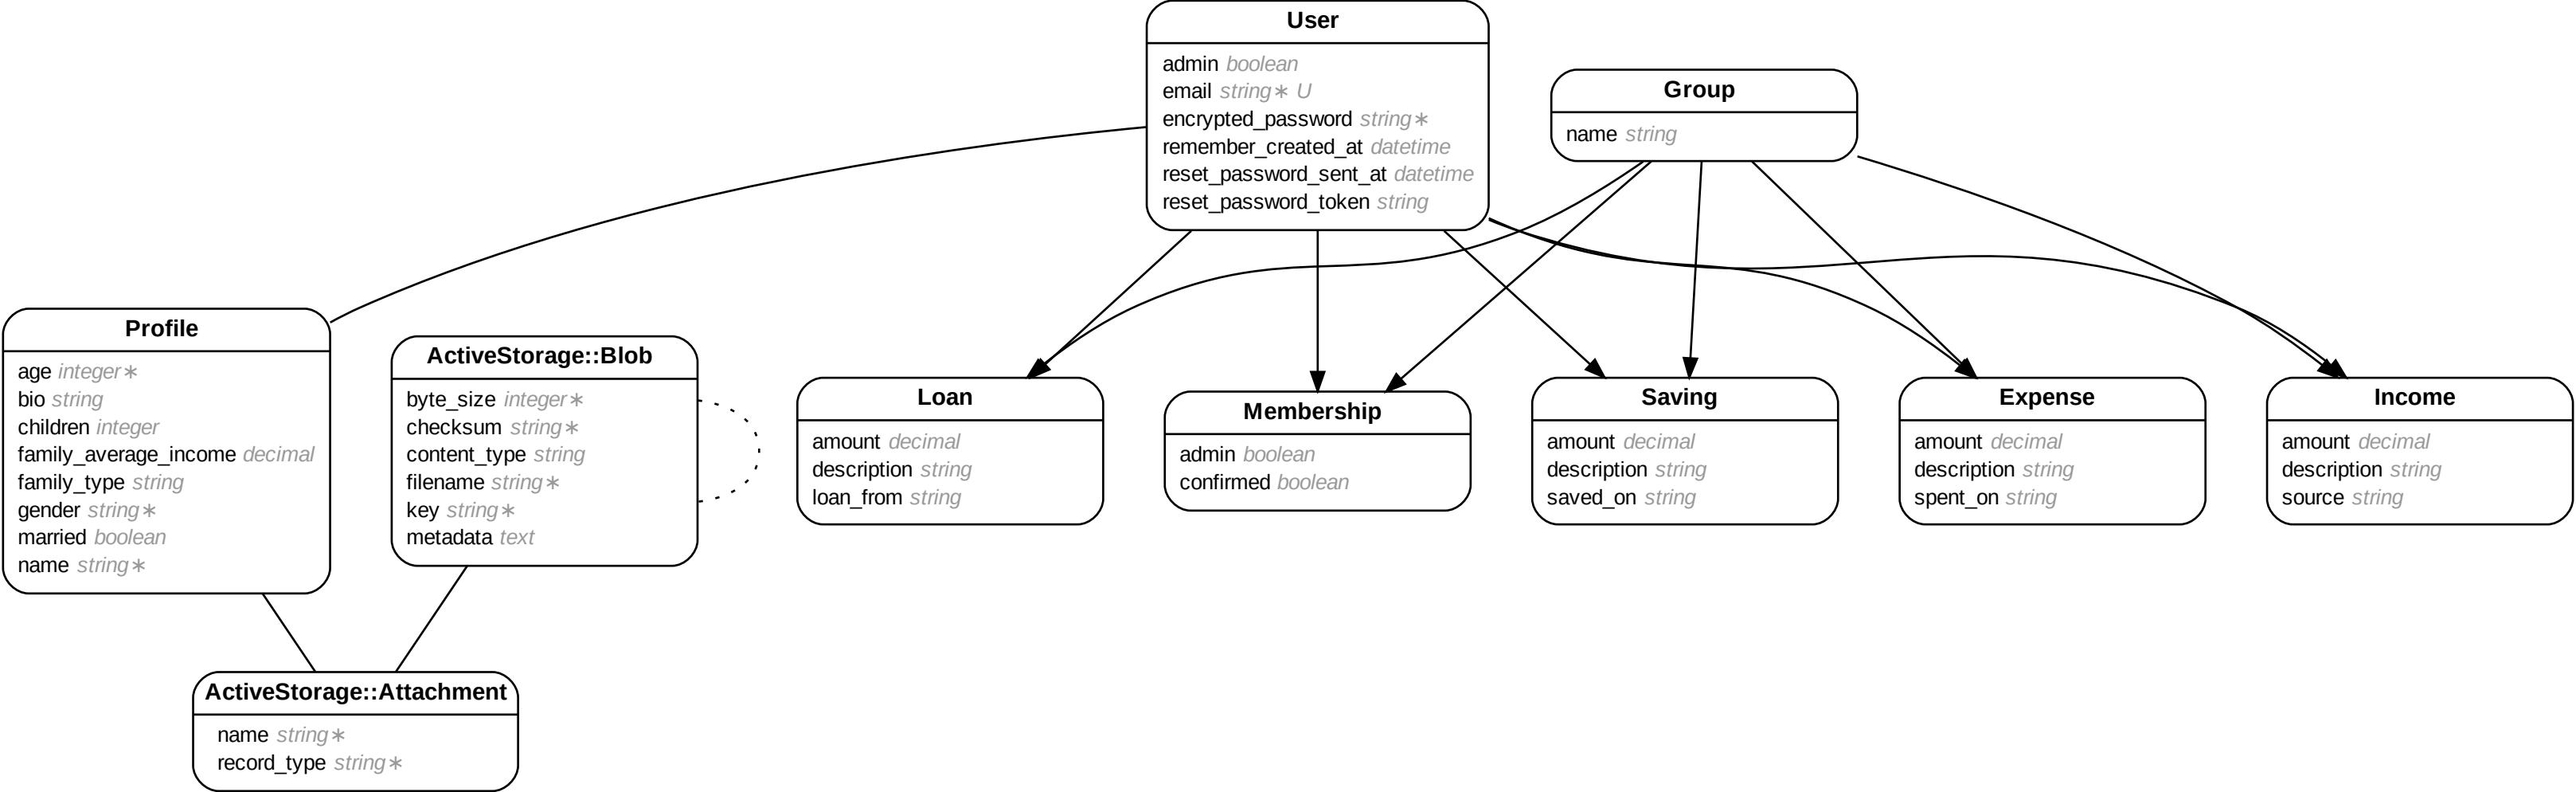 User
admin boolean
email string∗ U
encrypted_password string∗
remember_created_at datetime
reset_password_sent_at datetime
reset_password_token string
Group
name string
Profile
age integer∗
bio string
children integer
family_average_income decimal
family_type string
gender string∗
married boolean
name string∗
ActiveStorage::Blob
byte_size integer∗
checksum string∗
content_type string
filename string∗
key string∗
metadata text
Loan
amount decimal
description string
loan_from string
Membership
admin boolean
confirmed boolean
Saving
amount decimal
description string
saved_on string
Expense
amount decimal
description string
spent_on string
Income
amount decimal
description string
source string
ActiveStorage::Attachment
name string∗
record_type string∗